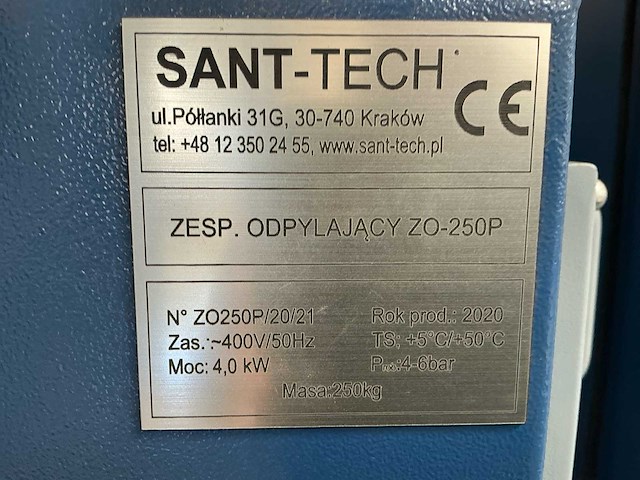 SANT-TECH
CE
ul.Półłanki 31G, 30-740 Kraków
tel: +48 12 350 24 55, www.sant-tech.pl
ZESP. ODPYLAJĄCY ZO-250P
N° ZO250P/20/21 Rok prod.: 2020
Zas.:~400V/50Hz TS: +5°C/+50°C
Moc: 4,0 kW :4-6bar
Masa:250kg